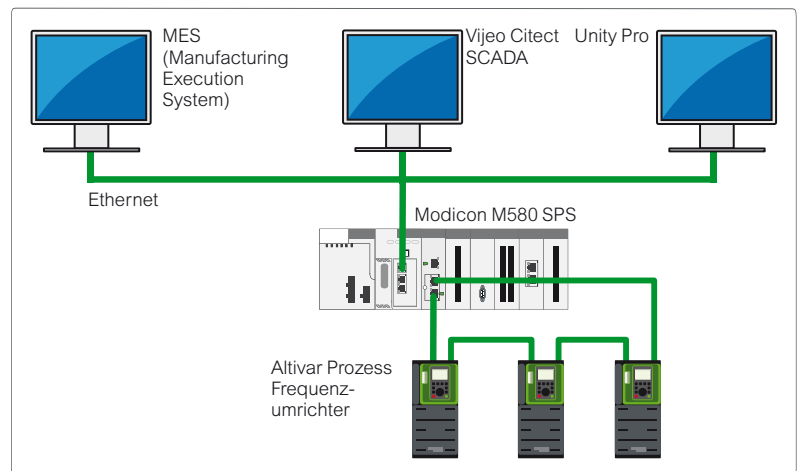 MES
(Manufacturing
Execution
System)
Vijeo Citect
SCADA
Unity Pro
Ethernet
Modicon M580 SPS
Altivar Prozess
Frequenz-
umrichter